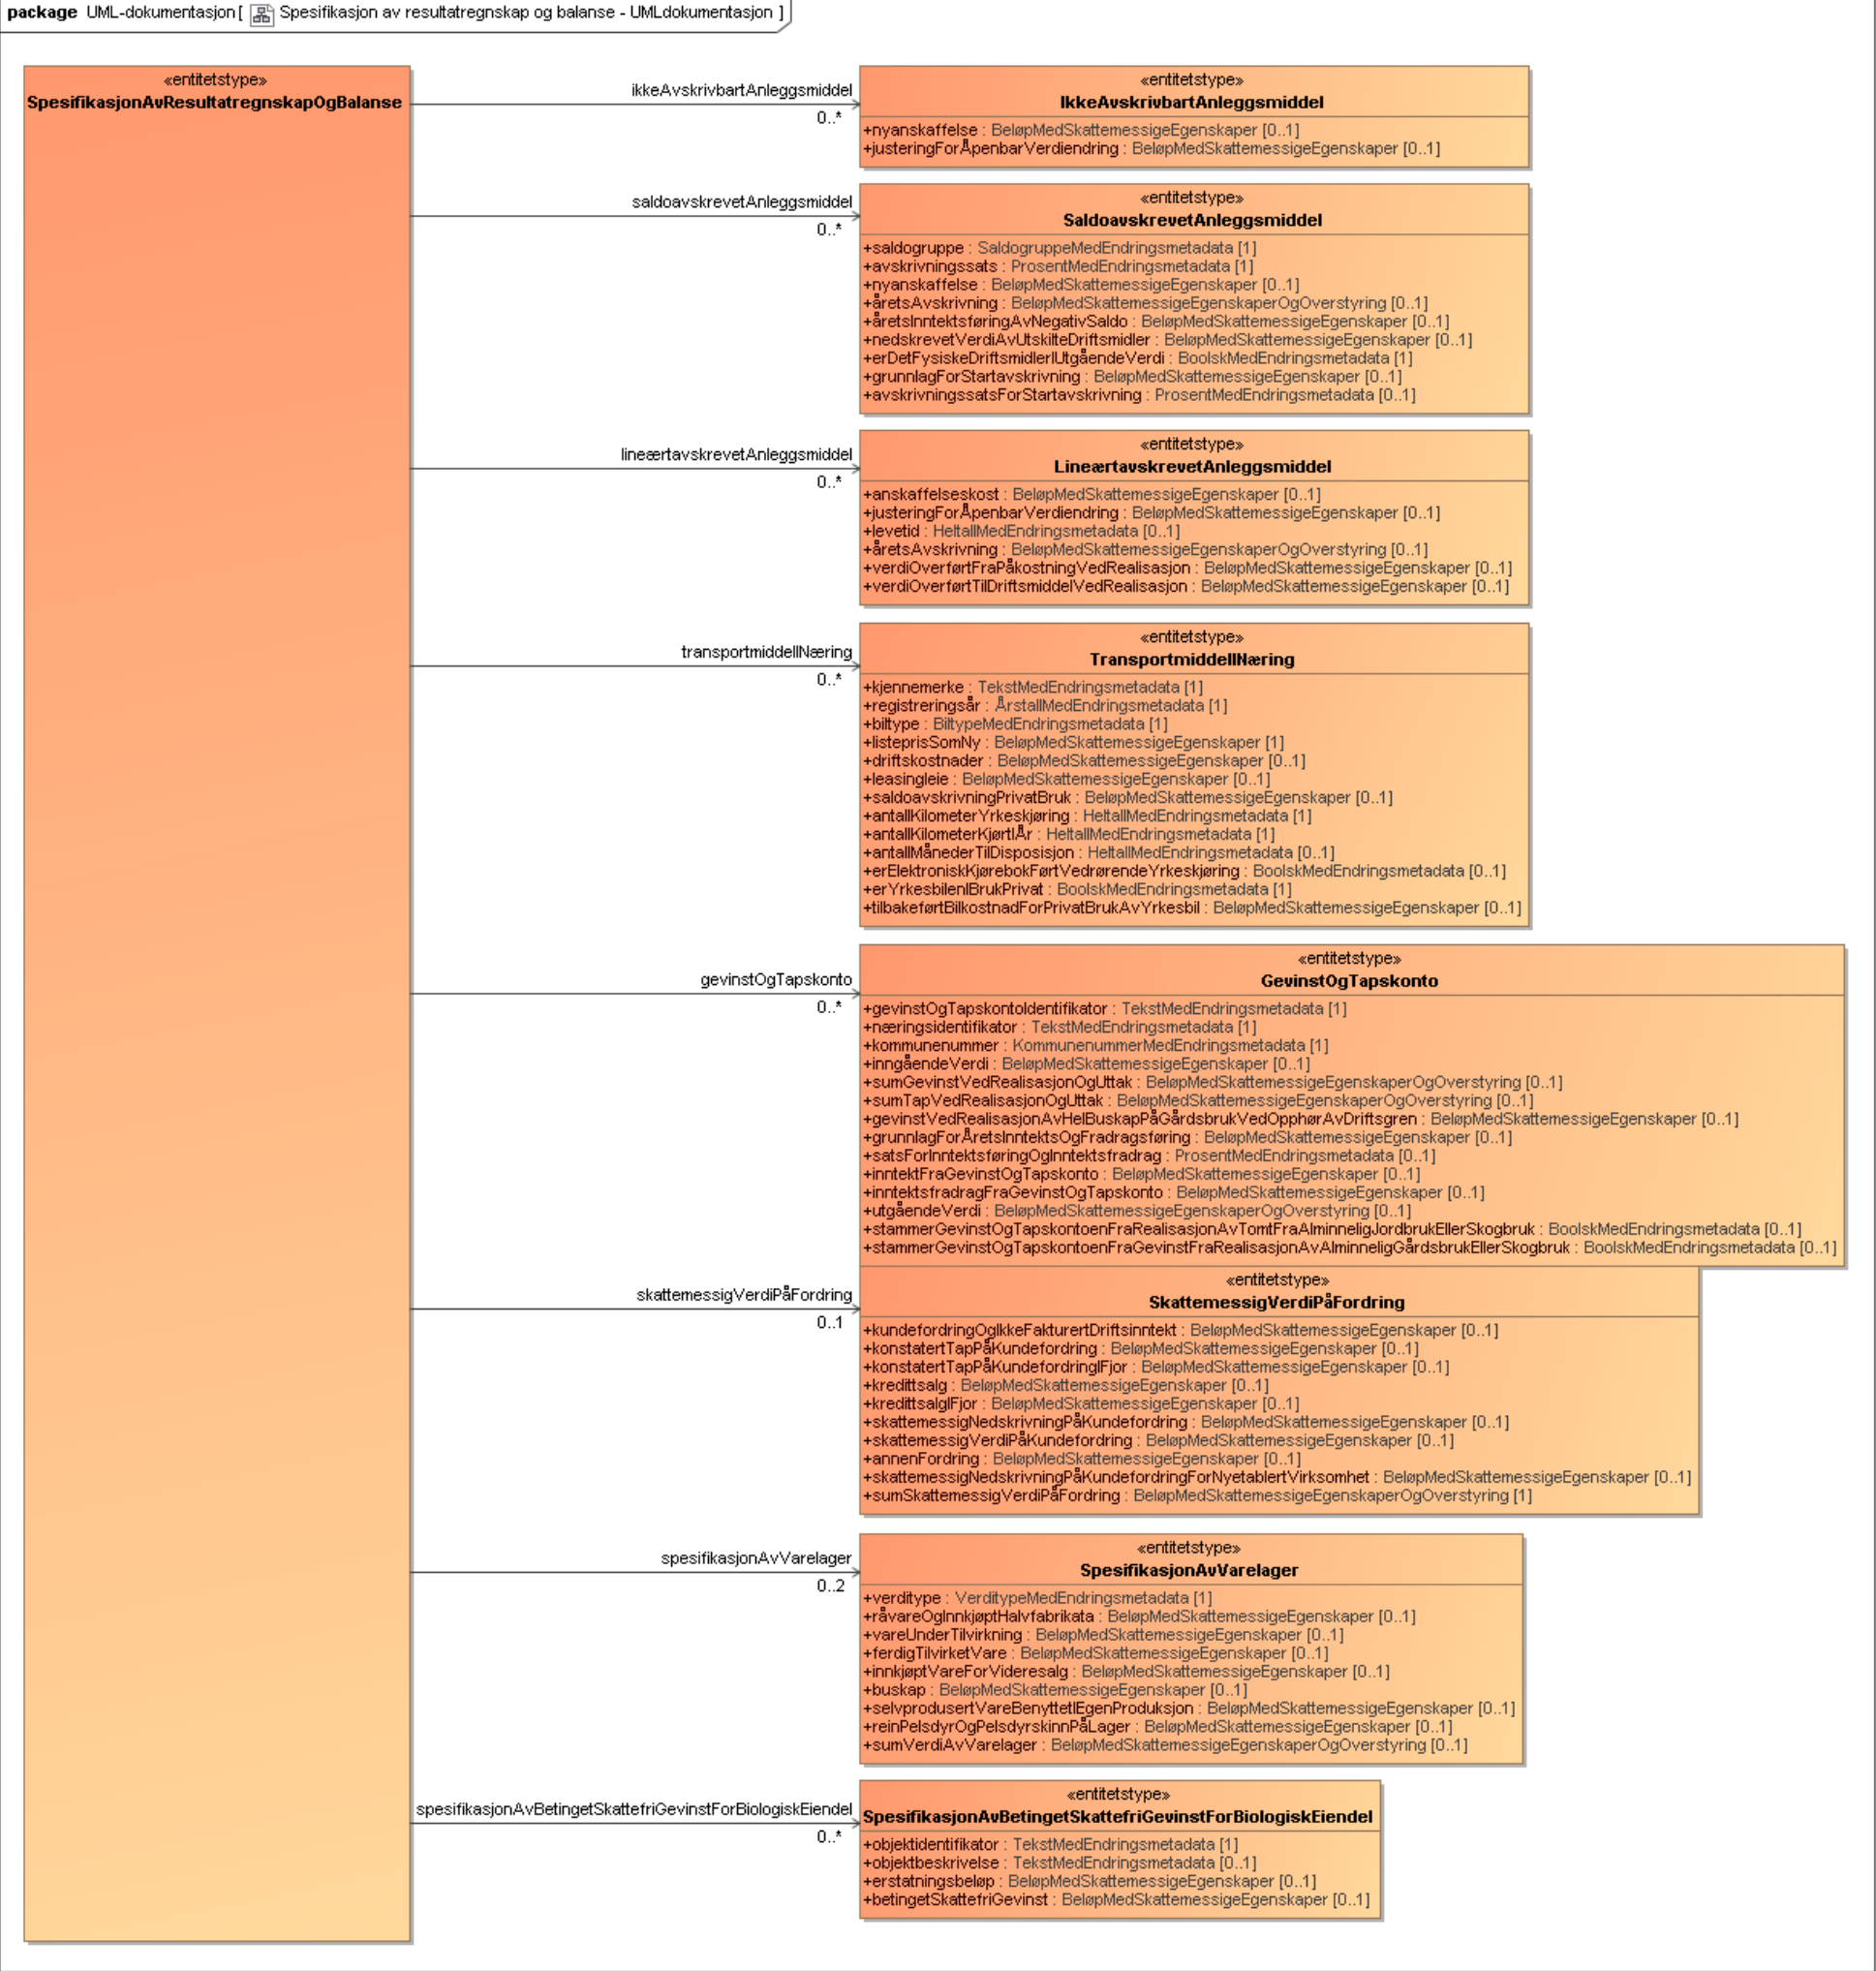 package UML-dokumentasjon[ Spesifikasjon av resultatregnskap og balanse - UMLdokumentasjon ]
«entitetstype»
SpesifikasjonAvResultatregnskapOgBalanse
ikkeAvskrivbartAnleggsmiddel
0..*
«entitetstype»
IkkeAvskrivbartAnleggsmiddel
+nyanskaffelse : BeløpMedSkattemessigeEgenskaper [0..1]
+justeringForÅpenbarVerdiendring : BeløpMedSkattemessigeEgenskaper [0..1]
saldoavskrevetAnleggsmiddel
0..*
«entitetstype»
SaldoavskrevetAnleggsmiddel
+saldogruppe : SaldogruppeMedEndringsmetadata [1]
+avskrivningssats : ProsentMedEndringsmetadata [1]
+nyanskaffelse : BeløpMedSkattemessigeEgenskaper [0..1]
+åretsAvskrivning : BeløpMedSkattemessigeEgenskaperOgOverstyring [0..1]
+åretsInntektsføringAvNegativSaldo : BeløpMedSkattemessigeEgenskaper [0..1]
+nedskrevetVerdiAvUtskilteDriftsmidler : BeløpMedSkattemessigeEgenskaper [0..1]
+erDetFysiskeDriftsmidlerIUtgåendeVerdi : BoolskMedEndringsmetadata [1]
+grunnlagForStartavskrivning : BeløpMedSkattemessigeEgenskaper [0..1]
+avskrivningssatsForStartavskrivning : ProsentMedEndringsmetadata [0..1]
lineærtavskrevetAnleggsmiddel
0..*
«entitetstype»
LineærtavskrevetAnleggsmiddel
+anskaffelseskost : BeløpMedSkattemessigeEgenskaper [0..1]
+justeringForÅpenbarVerdiendring : BeløpMedSkattemessigeEgenskaper [0..1]
+levetid : HeltallMedEndringsmetadata [0..1]
+åretsAvskrivning : BeløpMedSkattemessigeEgenskaperOgOverstyring [0..1]
+verdiOverførtFraPåkostningVedRealisasjon : BeløpMedSkattemessigeEgenskaper [0..1]
+verdiOverførtTilDriftsmiddelVedRealisasjon : BeløpMedSkattemessigeEgenskaper [0..1]
transportmiddelINæring
0..*
«entitetstype»
TransportmiddelINæring
+kjennemerke : TekstMedEndringsmetadata [1]
+registreringsår : ÅrstallMedEndringsmetadata [1]
+biltype : BiltypeMedEndringsmetadata [1]
+listeprisSomNy : BeløpMedSkattemessigeEgenskaper [1]
+driftskostnader : BeløpMedSkattemessigeEgenskaper [0..1]
+leasingleie : BeløpMedSkattemessigeEgenskaper [0..1]
+saldoavskrivningPrivatBruk : BeløpMedSkattemessigeEgenskaper [0..1]
+antallKilometerYrkeskjøring : HeltallMedEndringsmetadata [1]
+antallKilometerKjørtIÅr : HeltallMedEndringsmetadata [1]
+antallMånederTilDisposisjon : HeltallMedEndringsmetadata [0..1]
+erElektroniskKjørebokFørtVedrørendeYrkeskjøring : BoolskMedEndringsmetadata [0..1]
+erYrkesbilenIBrukPrivat : BoolskMedEndringsmetadata [1]
+tilbakeførtBilkostnadForPrivatBrukAvYrkesbil : BeløpMedSkattemessigeEgenskaper [0..1]
gevinstOgTapskonto
0..*
«entitetstype»
GevinstOgTapskonto
+gevinstOgTapskontoIdentifikator : TekstMedEndringsmetadata [1]
+næringsidentifikator : TekstMedEndringsmetadata [1]
+kommunenummer : KommunenummerMedEndringsmetadata [1]
+inngåendeVerdi : BeløpMedSkattemessigeEgenskaper [0..1]
+sumGevinstVedRealisasjonOgUttak : BeløpMedSkattemessigeEgenskaperOgOverstyring [0..1]
+sumTapVedRealisasjonOgUttak : BeløpMedSkattemessigeEgenskaperOgOverstyring [0..1]
+gevinstVedRealisasjonAvHelBuskapPåGårdsbrukVedOpphørAvDriftsgren : BeløpMedSkattemessigeEgenskaper [0..1]
+grunnlagForÅretsInntektsOgFradragsføring : BeløpMedSkattemessigeEgenskaper [0..1]
+satsForInntektsføringOgInntektsfradrag : ProsentMedEndringsmetadata [0..1]
+inntektFraGevinstOgTapskonto : BeløpMedSkattemessigeEgenskaper [0..1]
+inntektsfradragFraGevinstOgTapskonto : BeløpMedSkattemessigeEgenskaper [0..1]
+utgåendeVerdi : BeløpMedSkattemessigeEgenskaperOgOverstyring [0..1]
+stammerGevinstOgTapskontoenFraRealisasjonAvTomtFraAlminneligJordbrukEllerSkogbruk : BoolskMedEndringsmetadata [0..1]
+stammerGevinstOgTapskontoenFraGevinstFraRealisasjonAvAlminneligGårdsbrukEllerSkogbruk : BoolskMedEndringsmetadata [0..1]
skattemessigVerdiPåFordring
0..1
«entitetstype»
SkattemessigVerdiPåFordring
+kundefordringOgIkkeFakturertDriftsinntekt : BeløpMedSkattemessigeEgenskaper [0..1]
+konstatertTapPåKundefordring : BeløpMedSkattemessigeEgenskaper [0..1]
+konstatertTapPåKundefordringIFjor : BeløpMedSkattemessigeEgenskaper [0..1]
+kredittsalg : BeløpMedSkattemessigeEgenskaper [0..1]
+kredittsalgIFjor : BeløpMedSkattemessigeEgenskaper [0..1]
+skattemessigNedskrivningPåKundefordring : BeløpMedSkattemessigeEgenskaper [0..1]
+skattemessigVerdiPåKundefordring : BeløpMedSkattemessigeEgenskaper [0..1]
+annenFordring : BeløpMedSkattemessigeEgenskaper [0..1]
+skattemessigNedskrivningPåKundefordringForNyetablertVirksomhet : BeløpMedSkattemessigeEgenskaper [0..1]
+sumSkattemessigVerdiPåFordring : BeløpMedSkattemessigeEgenskaperOgOverstyring [1]
spesifikasjonAvVarelager
0..2
«entitetstype»
SpesifikasjonAvVarelager
+verditype : VerditypeMedEndringsmetadata [1]
+råvareOgInnkjøptHalvfabrikata : BeløpMedSkattemessigeEgenskaper [0..1]
+vareUnderTilvirkning : BeløpMedSkattemessigeEgenskaper [0..1]
+ferdigTilvirketVare : BeløpMedSkattemessigeEgenskaper [0..1]
+innkjøptVareForVideresalg : BeløpMedSkattemessigeEgenskaper [0..1]
+buskap : BeløpMedSkattemessigeEgenskaper [0..1]
+selvprodusertVareBenyttetIEgenProduksjon : BeløpMedSkattemessigeEgenskaper [0..1]
+reinPelsdyrOgPelsdyrskinnPåLager : BeløpMedSkattemessigeEgenskaper [0..1]
+sumVerdiAvVarelager : BeløpMedSkattemessigeEgenskaperOgOverstyring [0..1]
spesifikasjonAvBetingetSkattefriGevinstForBiologiskEiendel
0..*
«entitetstype»
SpesifikasjonAvBetingetSkattefriGevinstForBiologiskEiendel
+objektidentifikator : TekstMedEndringsmetadata [1]
+objektbeskrivelse : TekstMedEndringsmetadata [0..1]
+erstatningsbeløp : BeløpMedSkattemessigeEgenskaper [0..1]
+betingetSkattefriGevinst : BeløpMedSkattemessigeEgenskaper [0..1]